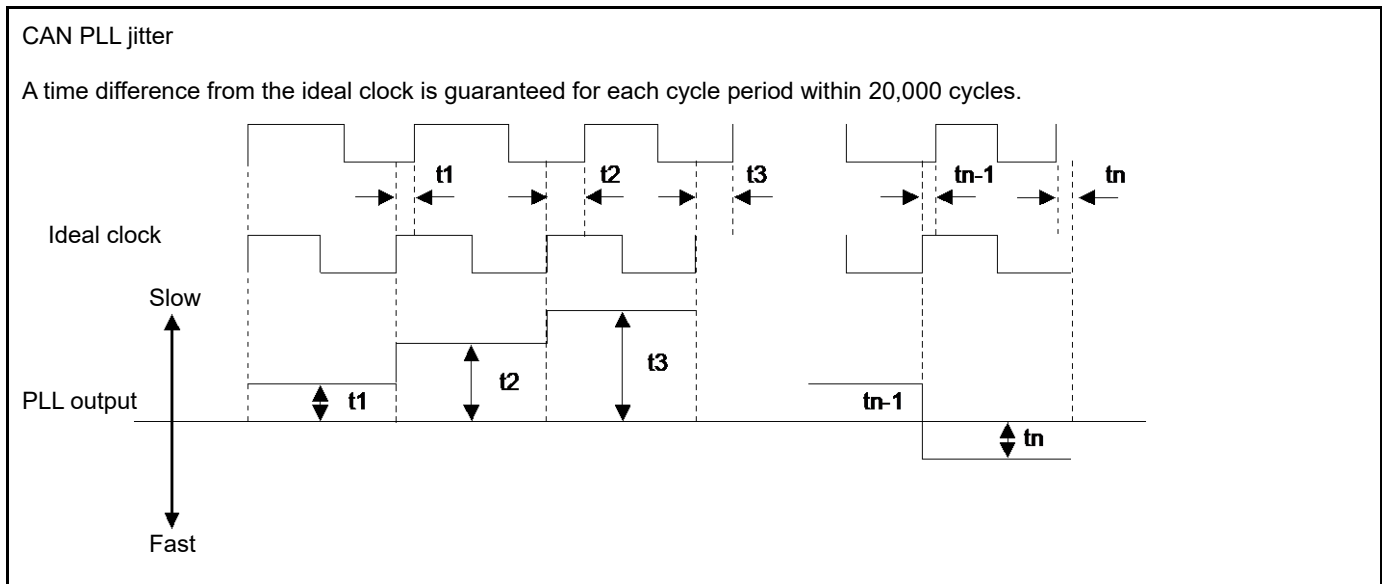 CAN PLL jitter
A time difference from the ideal clock is guaranteed for each cycle period within 20,000 cycles.
t1 t2 t3 tn-1 tn
Ideal clock
Slow
t3
t2
PLL output t1 tn-1
tn
Fast